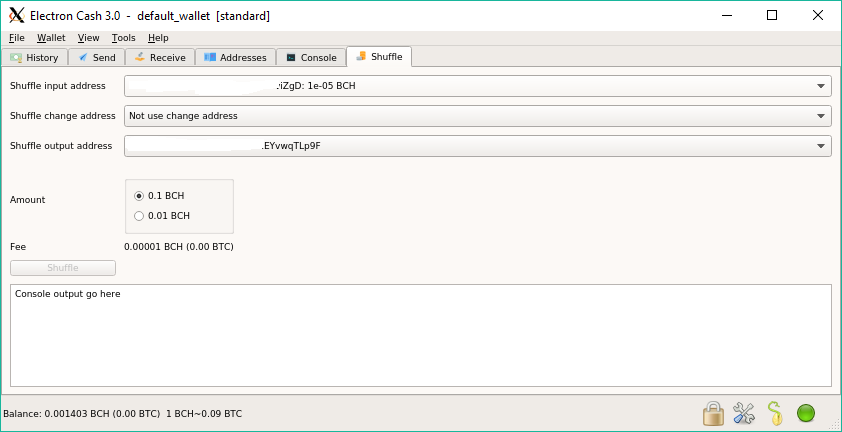 Electron Cash 3.0 - default_wallet [standard]
File Wallet View Tools Help
History Send Receive Addresses Console Shuffle
Shuffle input address iZgD: 1e-05 BCH
Shuffle change address Not use change address
Shuffle output address .EYvwqTLp9F
Amount
0.1 BCH
0.01 BCH
Fee 0.00001 BCH (0.00 BTC)
Shuffle
Console output go here
Balance: 0.001403 BCH (0.00 BTC) 1 BCH~0.09 BTC